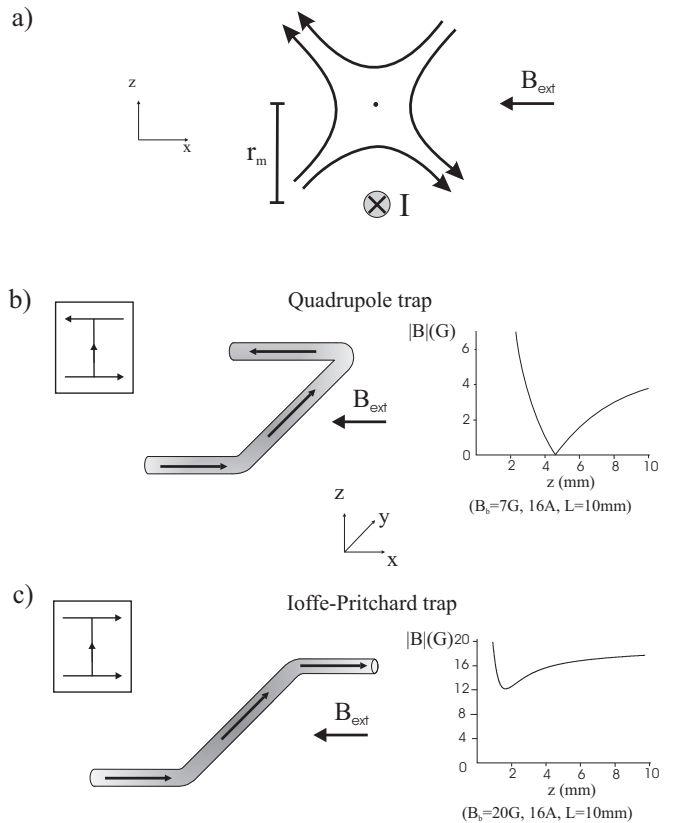 a)
z
x
r_m
B_ext
I
b)
Quadrupole trap
B_ext
z
y
x
|B|(G)
6
4
2
0
2 4 6 8 10
z (mm)
(B_b=7G, 16A, L=10mm)
c)
Ioffe-Pritchard trap
B_ext
|B|(G)
20
16
12
8
4
0
2 4 6 8 10
z (mm)
(B_b=20G, 16A, L=10mm)